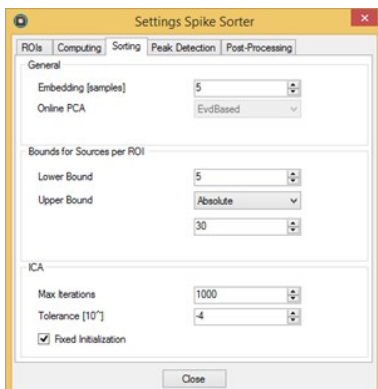 Settings Spike Sorter
ROIs Computing Sorting Peak Detection Post-Processing
General
Embedding [samples] 5
Online PCA EvdBased
Bounds for Sources per ROI
Lower Bound 5
Upper Bound Absolute
30
ICA
Max Iterations 1000
Tolerance [10^] -4
Fixed Initialization
Close